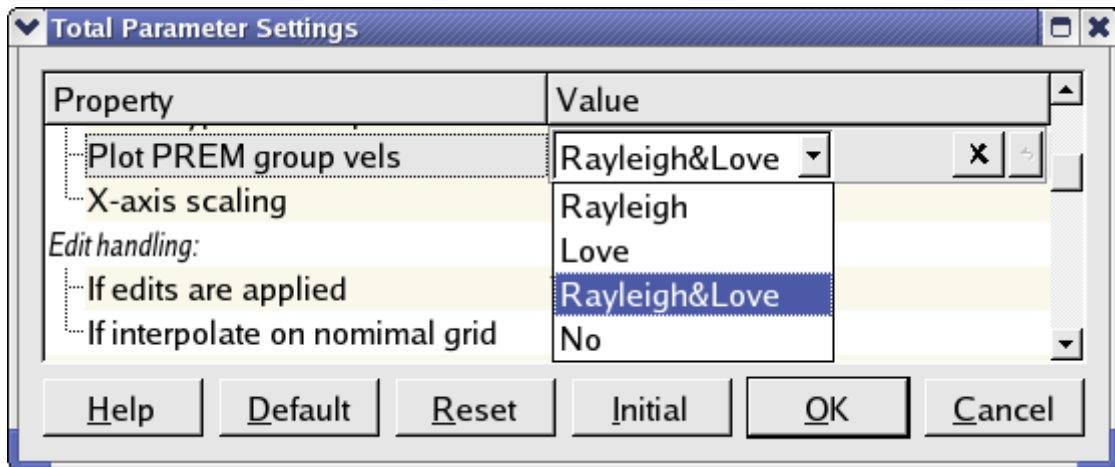 Total Parameter Settings
Property Value
Plot PREM group vels Rayleigh&Love X
X-axis scaling Rayleigh
Edit handling: Love
If edits are applied Rayleigh&Love
If interpolate on nomimal grid No
Help Default Reset Initial OK Cancel